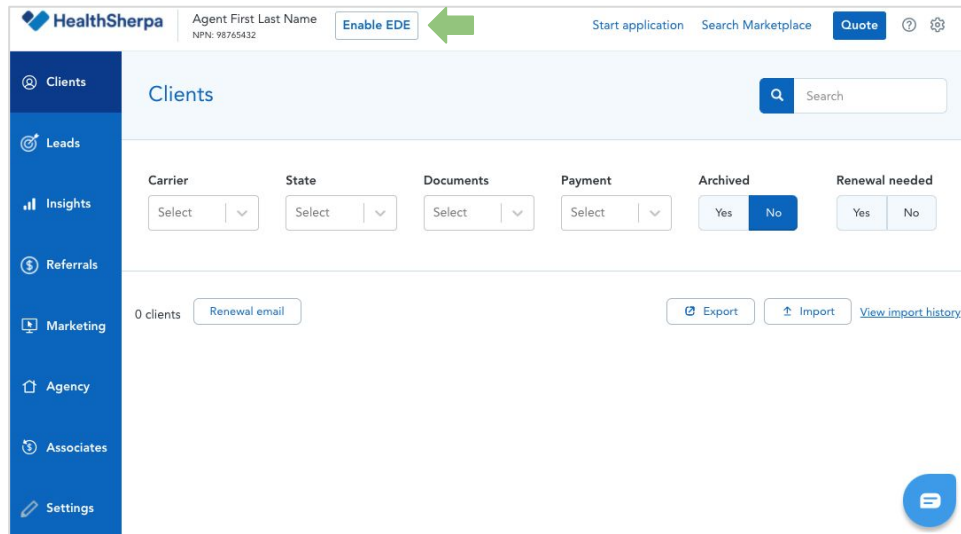 HealthSherpa
Agent First Last Name
NPN: 98765432
Enable EDE
Start application
Search Marketplace
Quote
Clients
Leads
Insights
Referrals
Marketing
Agency
Associates
Settings
Clients
Search
Carrier
Select
State
Select
Documents
Select
Payment
Select
Archived
Yes No
Renewal needed
Yes No
0 clients
Renewal email
Export
Import
View import history